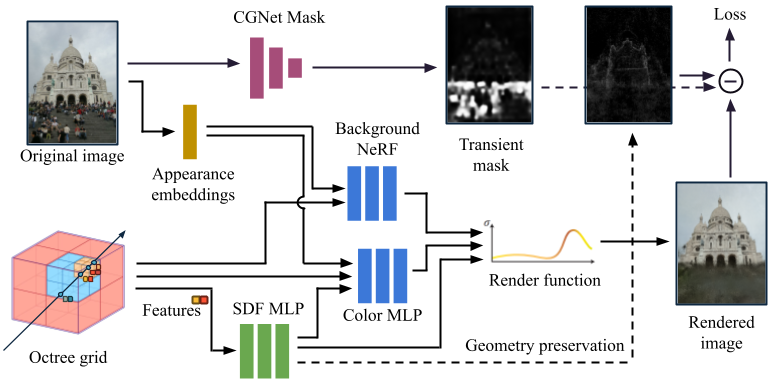 CGNet Mask
Loss
Original image
Transient
mask
Background
NeRF
Appearance
embeddings
σ
Render function
Features
SDF MLP
Color MLP
Octree grid
Geometry preservation
Rendered
image